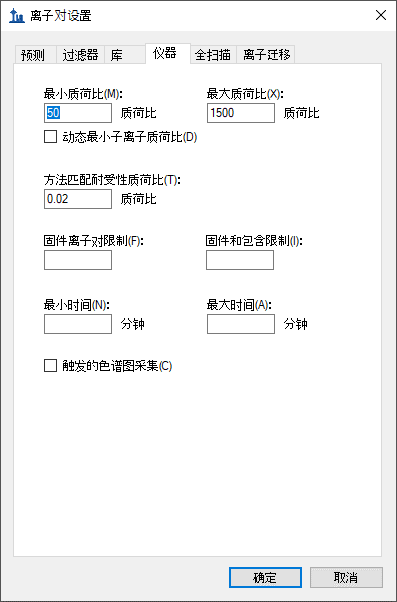 离子对设置
预测 过滤器 库 仪器 全扫描 离子迁移
最小质荷比(M): 最大质荷比(X):
50 质荷比 1500 质荷比
动态最小子离子质荷比(D)
方法匹配耐受性质荷比(T):
0.02 质荷比
固件离子对限制(F): 固件和包含限制(I):
最小时间(N): 最大时间(A):
分钟 分钟
触发的色谱图采集(C)
确定 取消